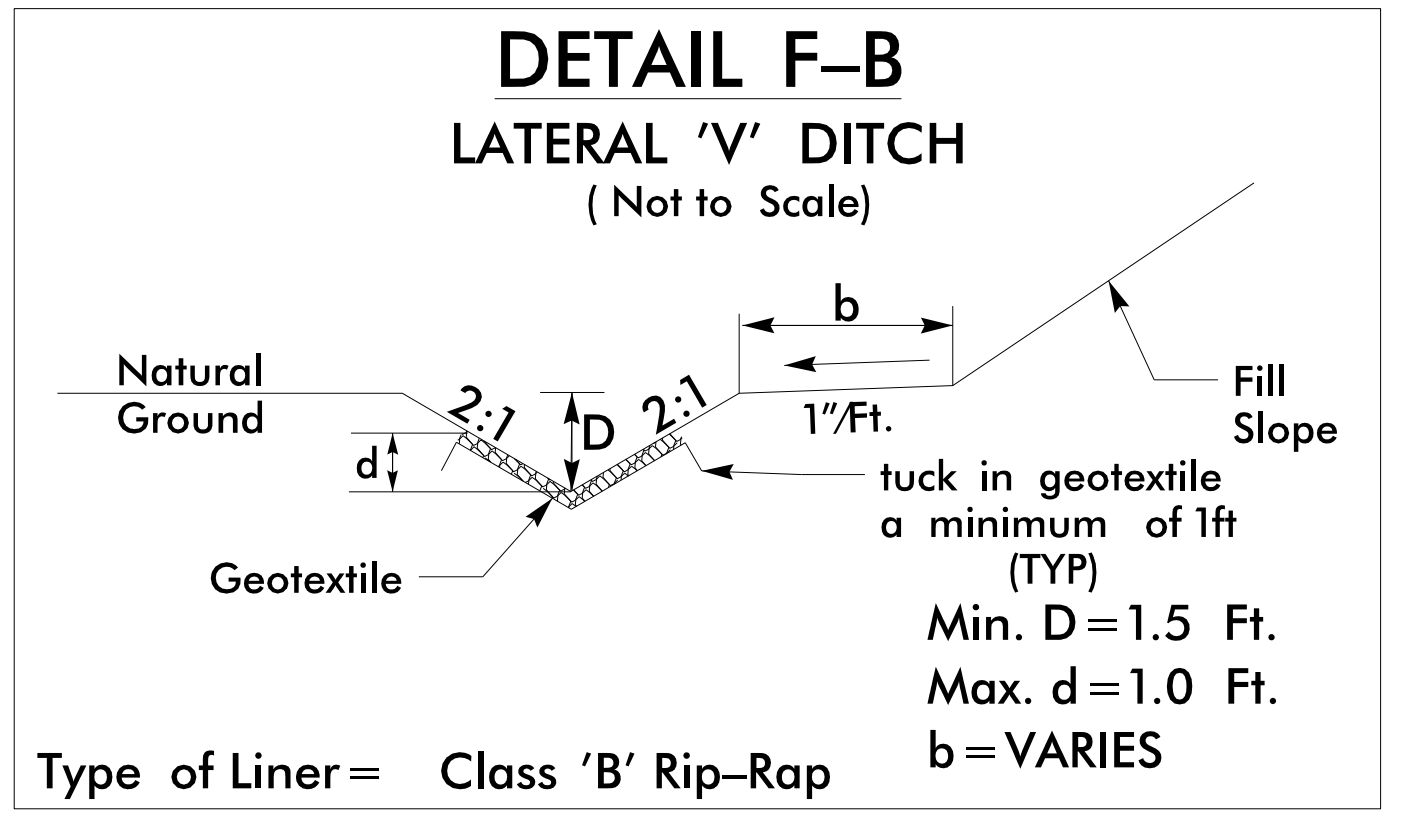 DETAIL F–B
LATERAL 'V' DITCH
( Not to Scale)
b
Natural
Ground
2:1
D
2:1
1"/Ft.
Fill
Slope
d
tuck in geotextile
a minimum of 1ft
(TYP)
Geotextile
Min. D = 1.5 Ft.
Max. d = 1.0 Ft.
b = VARIES
Type of Liner = Class 'B' Rip–Rap